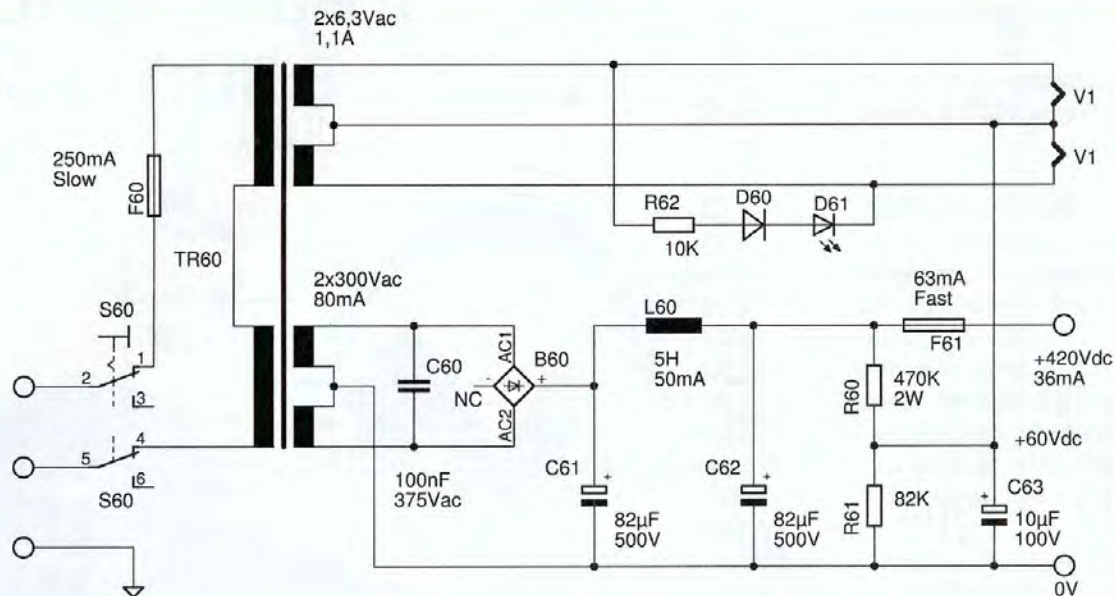 2x6,3Vac
1,1A
V1
V1
250mA
Slow
F60
R62
10K
D60
D61
TR60
2x300Vac
80mA
63mA
Fast
F61
S60
1
2
3
4
5
6
S60
C60
AC1
AC2
B60
-
+
NC
L60
5H
50mA
+420Vdc
36mA
R60
470K
2W
+60Vdc
100nF
375Vac
C61
+
82µF
500V
C62
+
82µF
500V
R61
82K
+
C63
10µF
100V
0V